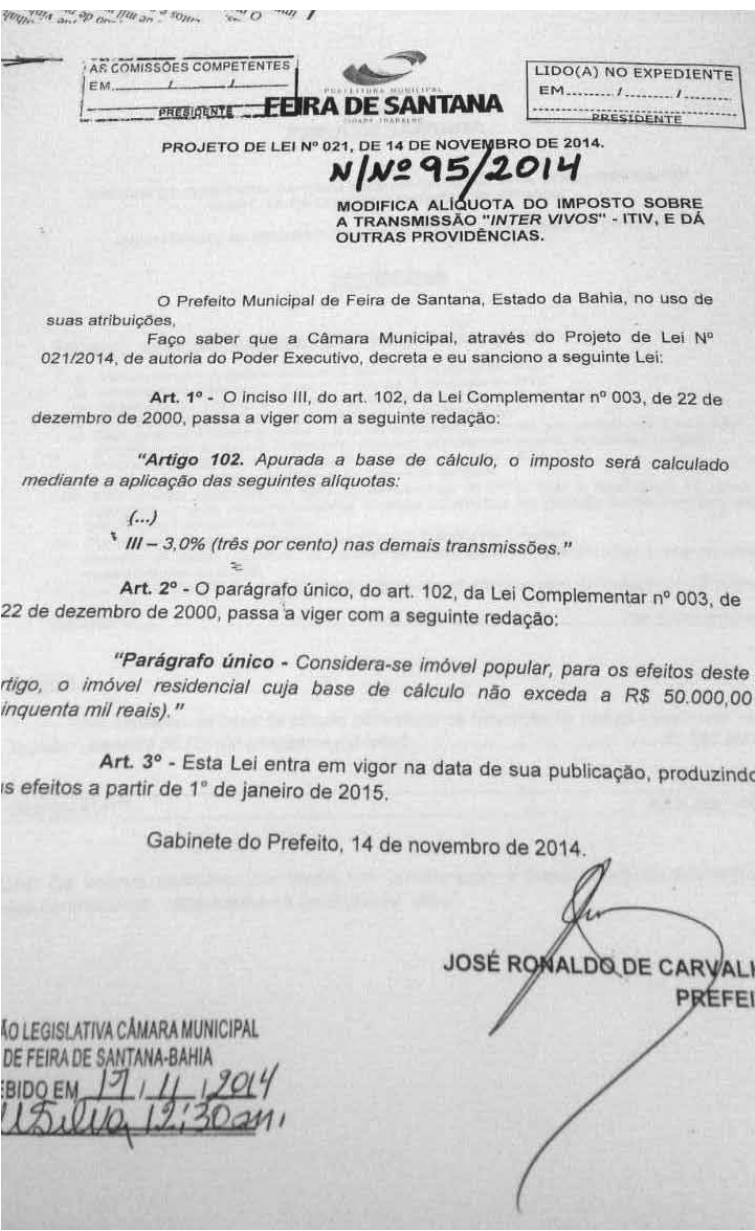 AS COMISSÕES COMPETENTES
EM / /
PRESIDENTE
PREFEITURA MUNICIPAL
FEIRA DE SANTANA
LIDO(A) NO EXPEDIENTE
EM / /
PRESIDENTE
PROJETO DE LEI Nº 021, DE 14 DE NOVEMBRO DE 2014.
N/Nº 95/2014
MODIFICA ALÍQUOTA DO IMPOSTO SOBRE
A TRANSMISSÃO "INTER VIVOS" - ITIV, E DÁ
OUTRAS PROVIDÊNCIAS.
O Prefeito Municipal de Feira de Santana, Estado da Bahia, no uso de
suas atribuições,
Faço saber que a Câmara Municipal, através do Projeto de Lei Nº
021/2014, de autoria do Poder Executivo, decreta e eu sanciono a seguinte Lei:
Art. 1º - O inciso III, do art. 102, da Lei Complementar nº 003, de 22 de
dezembro de 2000, passa a viger com a seguinte redação:
"Artigo 102. Apurada a base de cálculo, o imposto será calculado
mediante a aplicação das seguintes alíquotas:
(...)
III – 3,0% (três por cento) nas demais transmissões."
Art. 2º - O parágrafo único, do art. 102, da Lei Complementar nº 003, de
22 de dezembro de 2000, passa a viger com a seguinte redação:
"Parágrafo único - Considera-se imóvel popular, para os efeitos deste
rtigo, o imóvel residencial cuja base de cálculo não exceda a R$ 50.000,00
inquenta mil reais)."
Art. 3º - Esta Lei entra em vigor na data de sua publicação, produzindo
us efeitos a partir de 1° de janeiro de 2015.
Gabinete do Prefeito, 14 de novembro de 2014.
JOSÉ RONALDO DE CARVALH
PREFEI
ÃO LEGISLATIVA CÂMARA MUNICIPAL
DE FEIRA DE SANTANA-BAHIA
EBIDO EM 17/11/2014
Silva 12:30